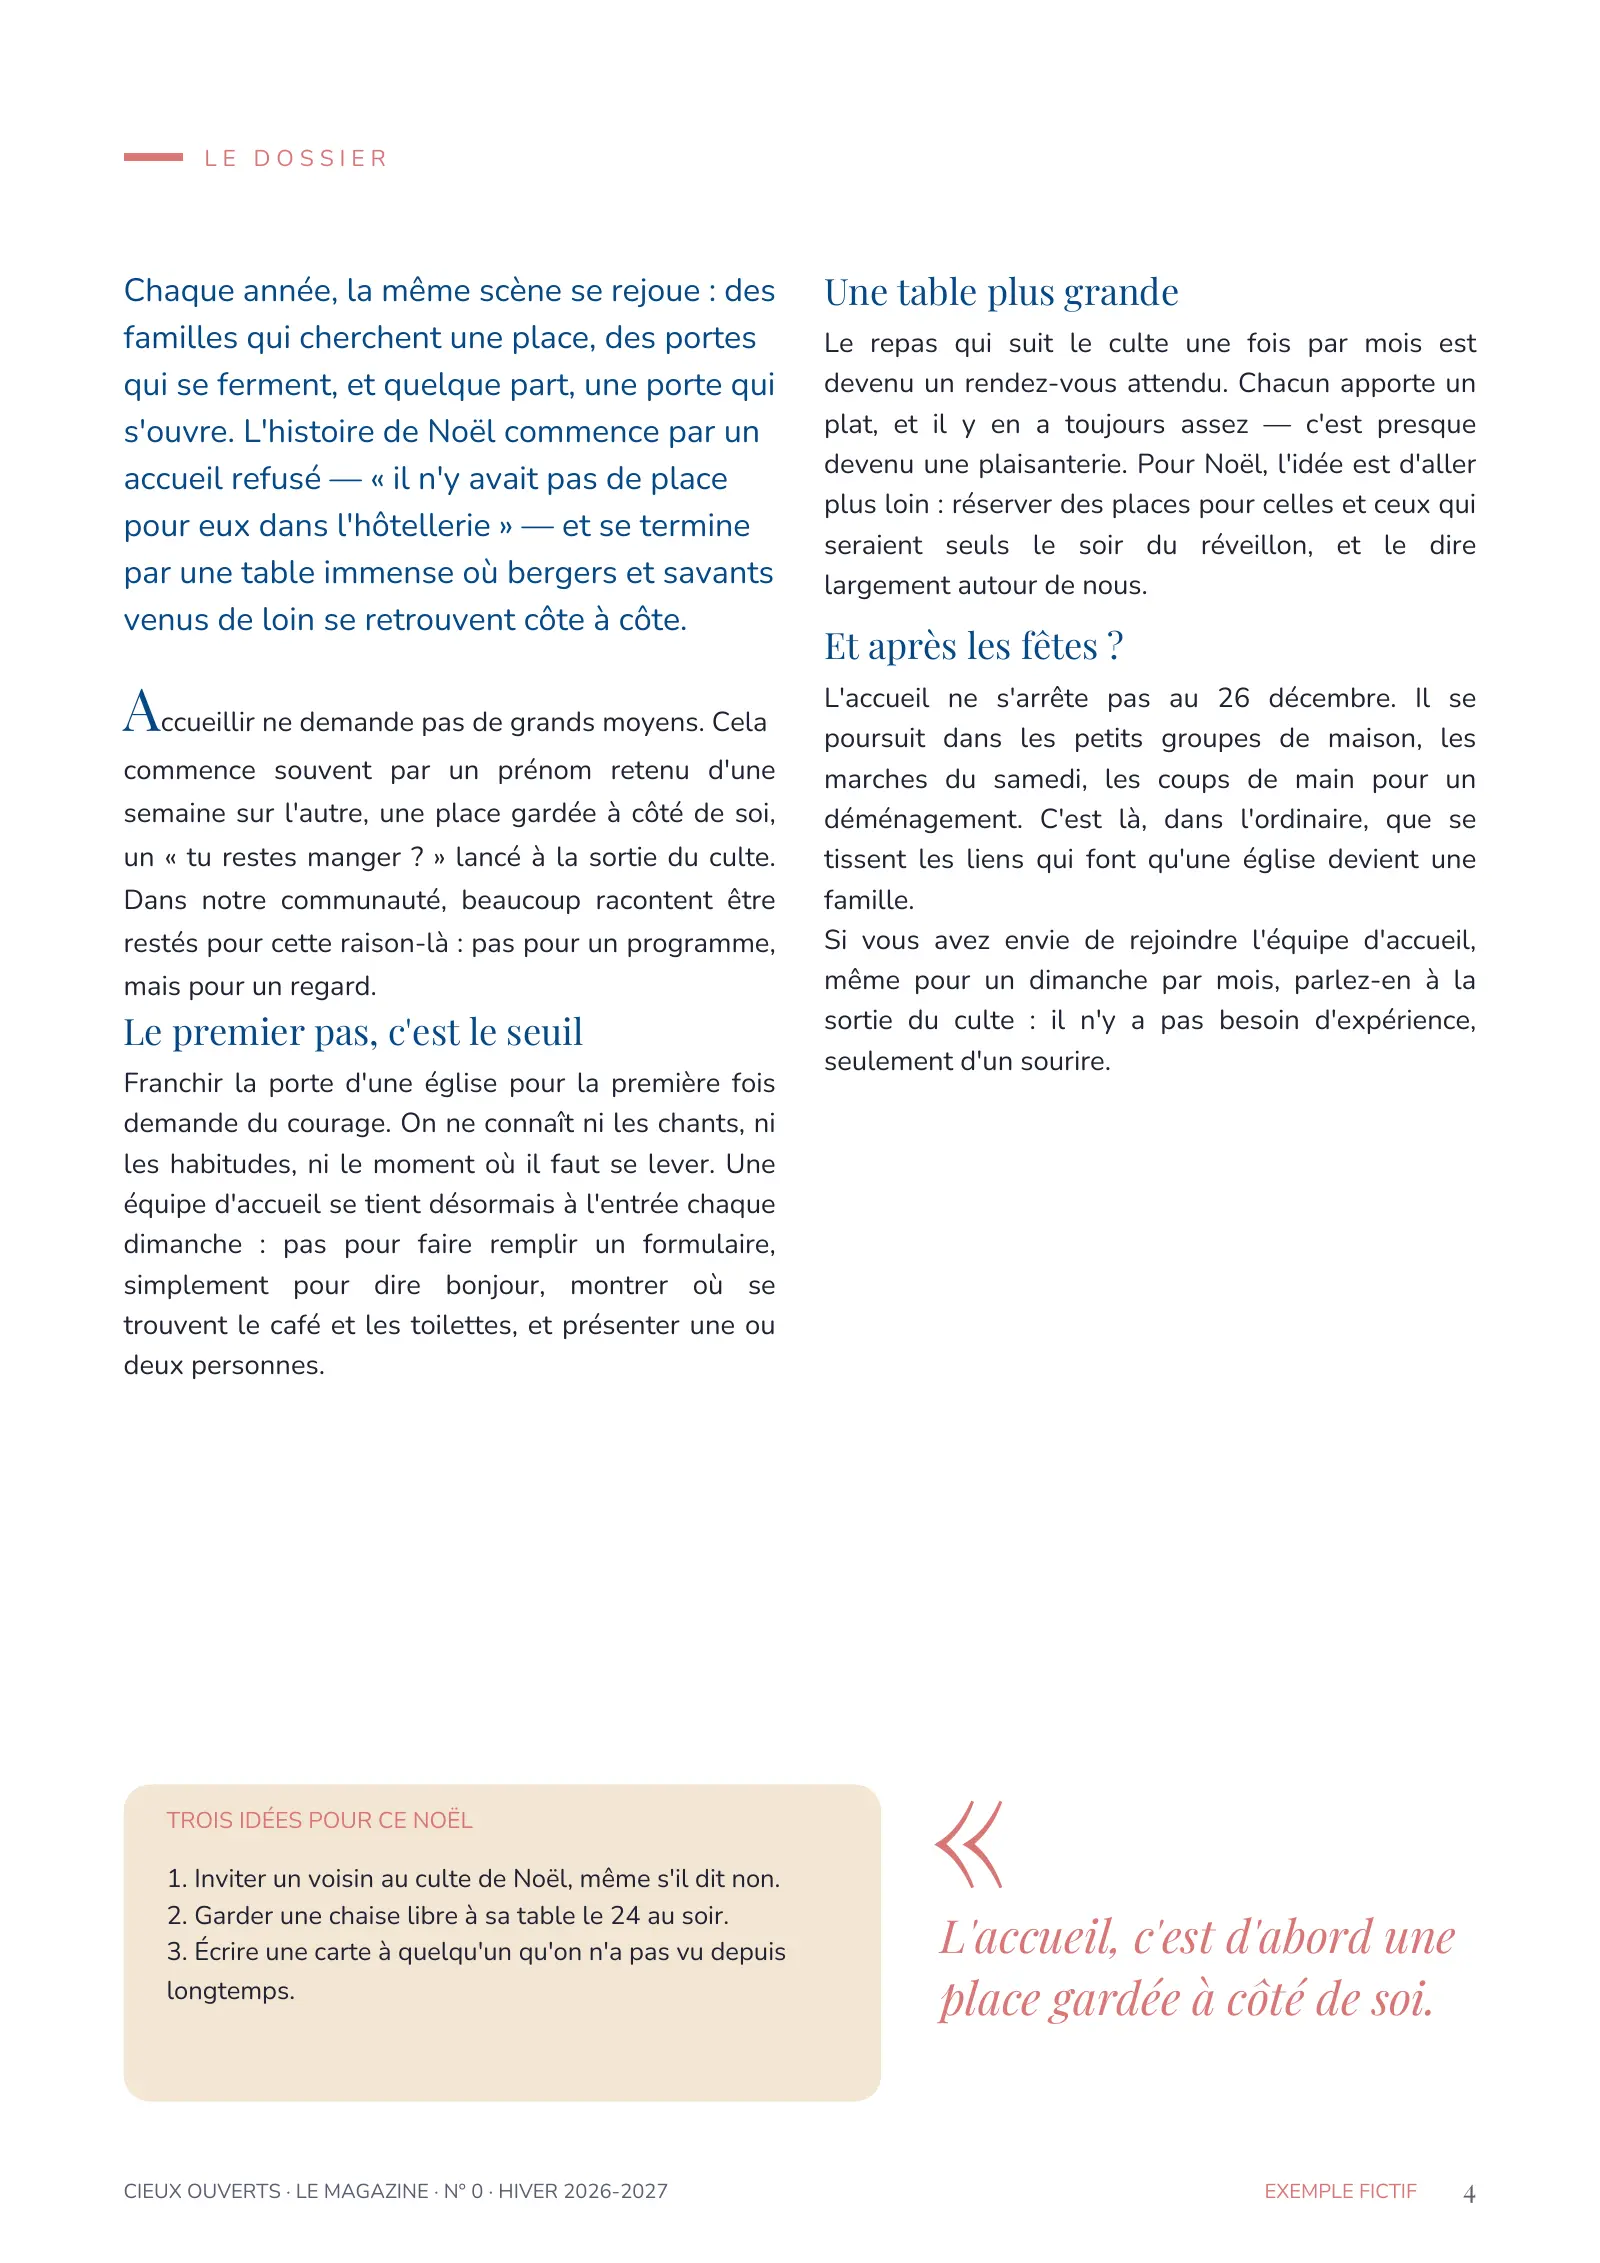 LE DOSSIER
Chaque année, la même scène se rejoue : des
familles qui cherchent une place, des portes
qui se ferment, et quelque part, une porte qui
s'ouvre. L'histoire de Noël commence par un
accueil refusé — « il n'y avait pas de place
pour eux dans l'hôtellerie » — et se termine
par une table immense où bergers et savants
venus de loin se retrouvent côte à côte.
Accueillir ne demande pas de grands moyens. Cela
commence souvent par un prénom retenu d'une
semaine sur l'autre, une place gardée à côté de soi,
un « tu restes manger ? » lancé à la sortie du culte.
Dans notre communauté, beaucoup racontent être
restés pour cette raison-là : pas pour un programme,
mais pour un regard.
Le premier pas, c'est le seuil
Franchir la porte d'une église pour la première fois
demande du courage. On ne connaît ni les chants, ni
les habitudes, ni le moment où il faut se lever. Une
équipe d'accueil se tient désormais à l'entrée chaque
dimanche : pas pour faire remplir un formulaire,
simplement pour dire bonjour, montrer où se
trouvent le café et les toilettes, et présenter une ou
deux personnes.
Une table plus grande
Le repas qui suit le culte une fois par mois est
devenu un rendez-vous attendu. Chacun apporte un
plat, et il y en a toujours assez — c'est presque
devenu une plaisanterie. Pour Noël, l'idée est d'aller
plus loin : réserver des places pour celles et ceux qui
seraient seuls le soir du réveillon, et le dire
largement autour de nous.
Et après les fêtes ?
L'accueil ne s'arrête pas au 26 décembre. Il se
poursuit dans les petits groupes de maison, les
marches du samedi, les coups de main pour un
déménagement. C'est là, dans l'ordinaire, que se
tissent les liens qui font qu'une église devient une
famille.
Si vous avez envie de rejoindre l'équipe d'accueil,
même pour un dimanche par mois, parlez-en à la
sortie du culte : il n'y a pas besoin d'expérience,
seulement d'un sourire.
TROIS IDÉES POUR CE NOËL
1. Inviter un voisin au culte de Noël, même s'il dit non.
2. Garder une chaise libre à sa table le 24 au soir.
3. Écrire une carte à quelqu'un qu'on n'a pas vu depuis
longtemps.
«
L'accueil, c'est d'abord une
place gardée à côté de soi.
CIEUX OUVERTS · LE MAGAZINE · N° 0 · HIVER 2026-2027
EXEMPLE FICTIF 4